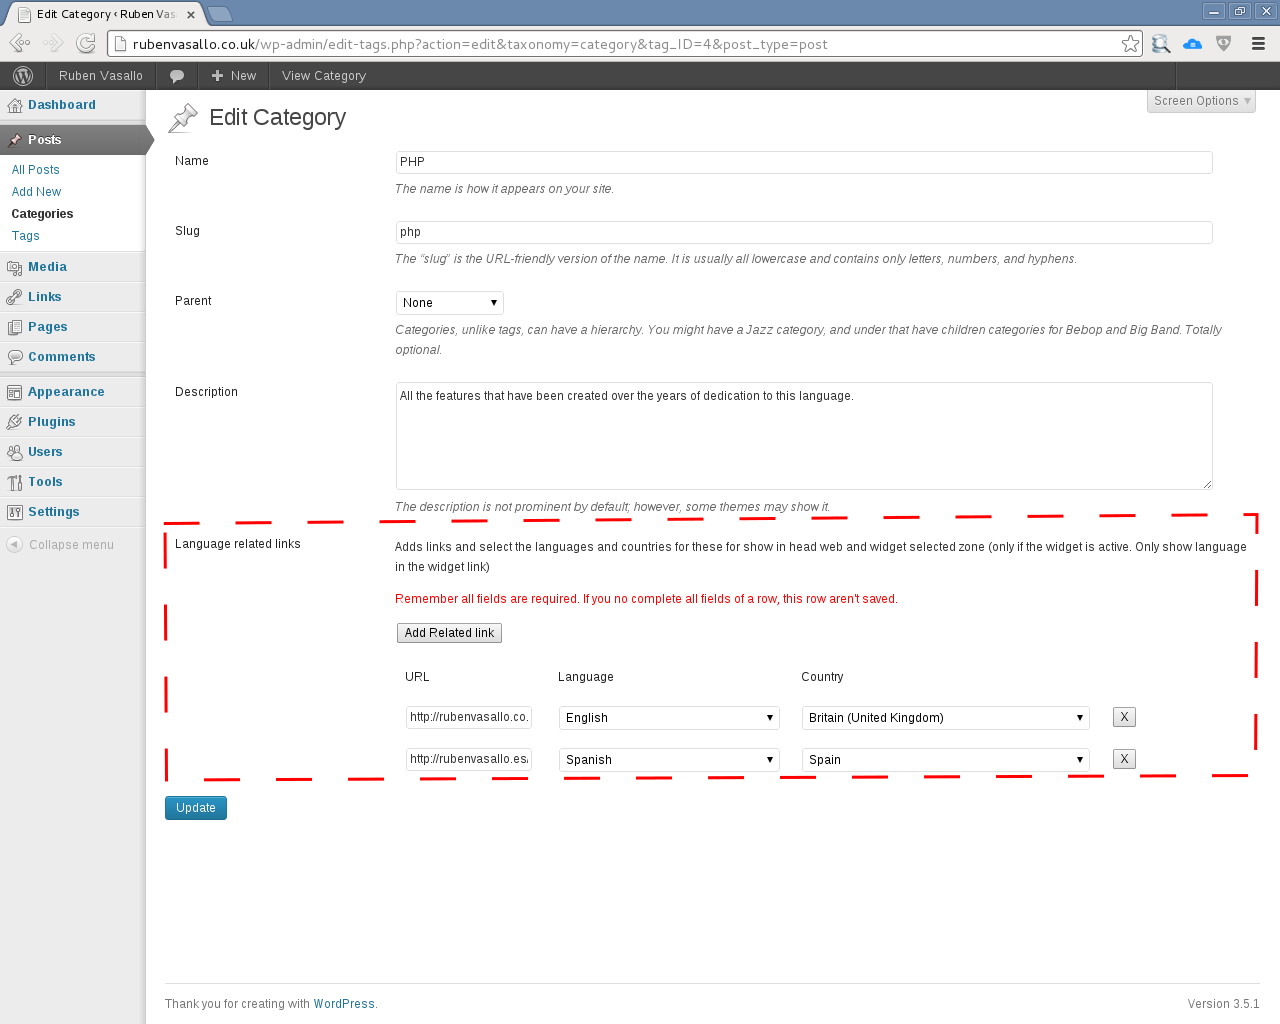 Edit Category ‹ Ruben Vas
rubenvasallo.co.uk/wp-admin/edit-tags.php?action=edit&taxonomy=category&tag_ID=4&post_type=post
Ruben Vasallo
New
View Category
Screen Options
Dashboard
Posts
All Posts
Add New
Categories
Tags
Media
Links
Pages
Comments
Appearance
Plugins
Users
Tools
Settings
Collapse menu
Edit Category
Name
PHP
The name is how it appears on your site.
Slug
php
The “slug” is the URL-friendly version of the name. It is usually all lowercase and contains only letters, numbers, and hyphens.
Parent
None
Categories, unlike tags, can have a hierarchy. You might have a Jazz category, and under that have children categories for Bebop and Big Band. Totally
optional.
Description
All the features that have been created over the years of dedication to this language.
The description is not prominent by default; however, some themes may show it.
Language related links
Adds links and select the languages and countries for these for show in head web and widget selected zone (only if the widget is active. Only show language
in the widget link)
Remember all fields are required. If you no complete all fields of a row, this row aren't saved.
Add Related link
URL Language Country
http://rubenvasallo.co. English Britain (United Kingdom) X
http://rubenvasallo.es/ Spanish Spain X
Update
Thank you for creating with WordPress.
Version 3.5.1